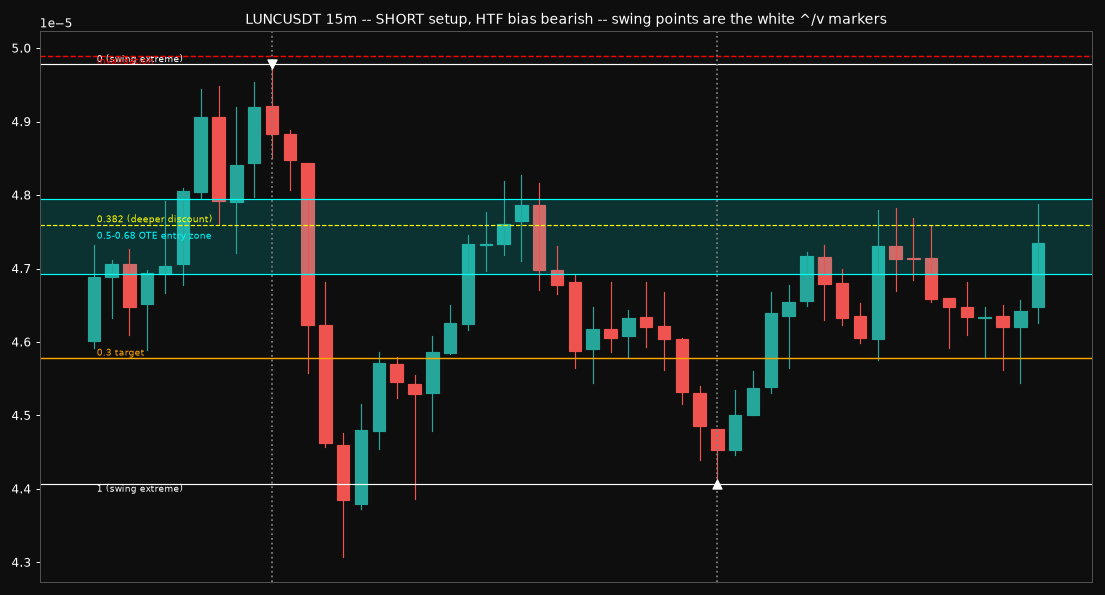 LUNCUSDT 15m -- SHORT setup, HTF bias bearish -- swing points are the white ^/v markers
1e−5
5.0
0 (swing extreme)
4.9
4.8
0.382 (deeper discount)
0.5-0.68 OTE entry zone
4.7
4.6
0.3 target
4.5
4.4
1 (swing extreme)
4.3